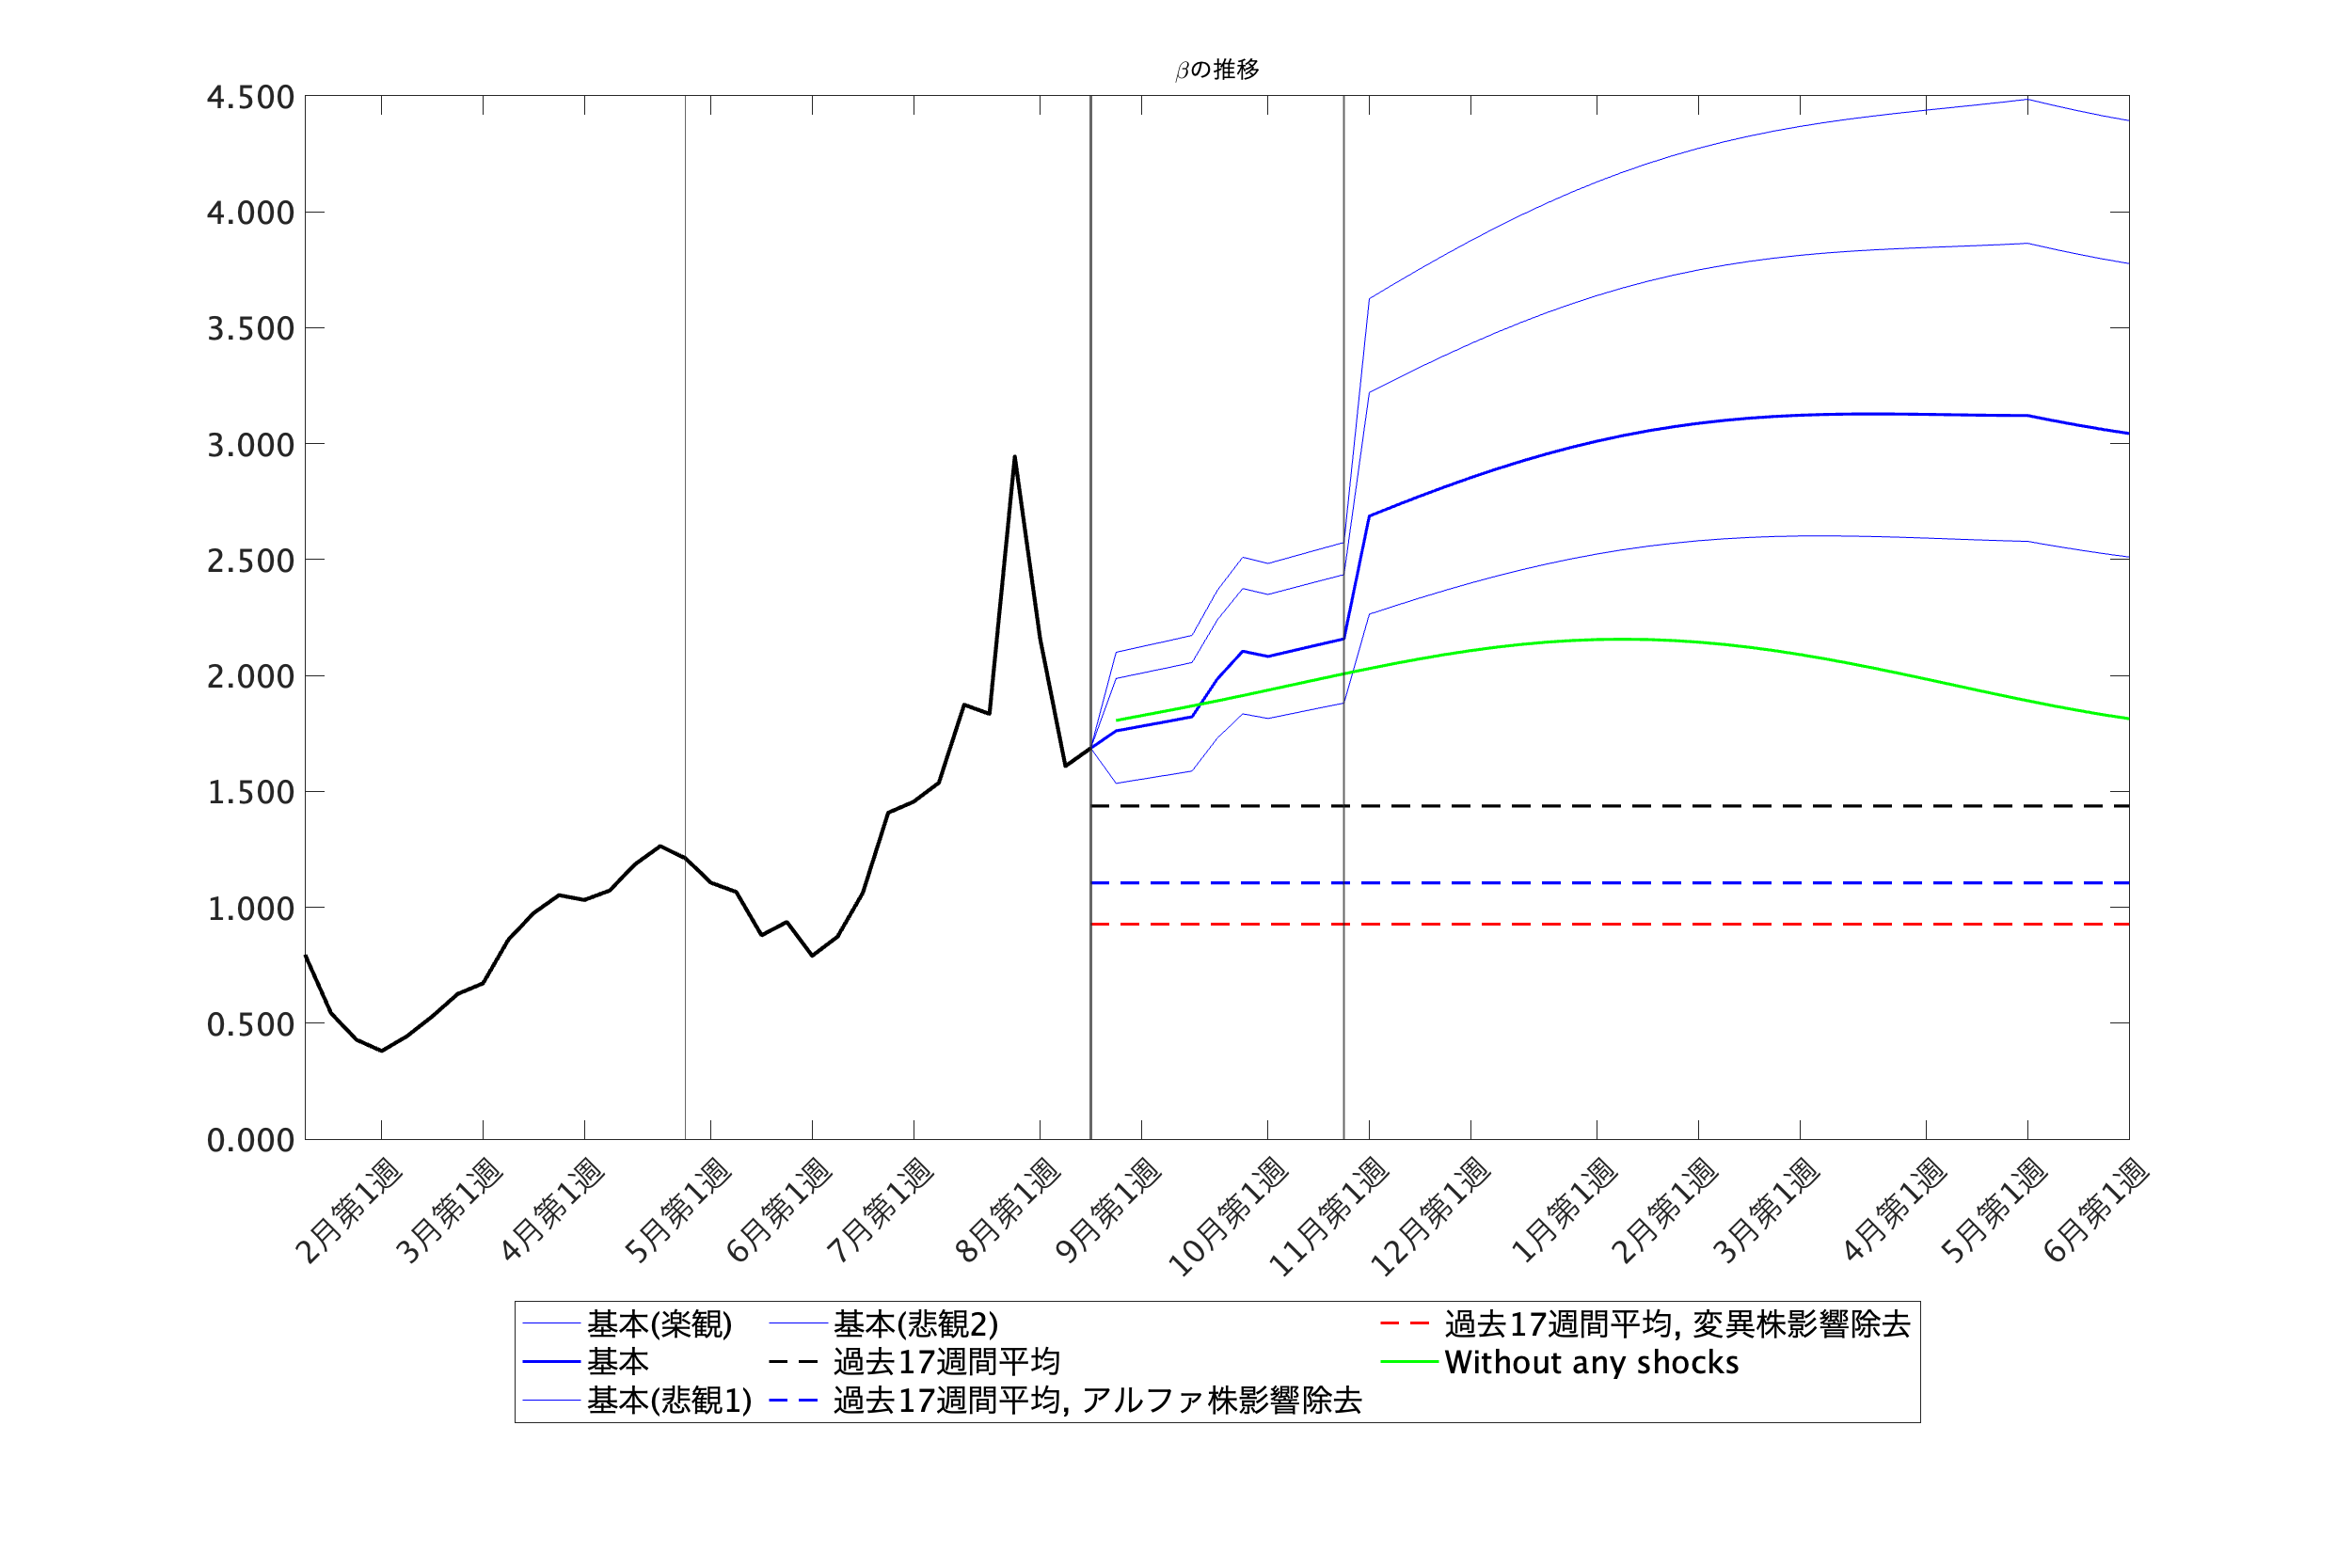 βの推移
4.500
4.000
3.500
3.000
2.500
2.000
1.500
1.000
0.500
0.000
2月第1週
3月第1週
4月第1週
5月第1週
6月第1週
7月第1週
8月第1週
9月第1週
10月第1週
11月第1週
12月第1週
1月第1週
2月第1週
3月第1週
4月第1週
5月第1週
6月第1週
基本(楽観)
基本
基本(悲観1)
基本(悲観2)
過去17週間平均
過去17週間平均, アルファ株影響除去
過去17週間平均, 変異株影響除去
Without any shocks